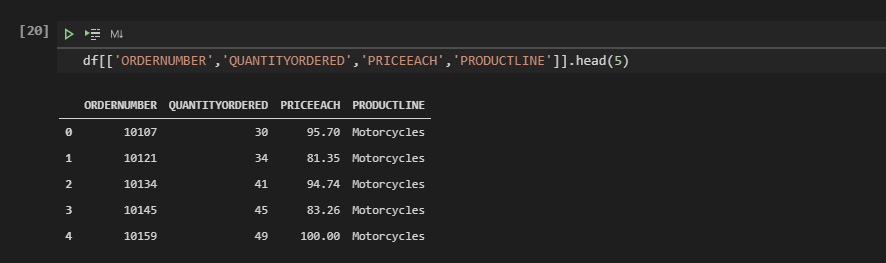 [20] M↓
df[['ORDERNUMBER','QUANTITYORDERED','PRICEEACH','PRODUCTLINE']].head(5)
ORDERNUMBER QUANTITYORDERED PRICEEACH PRODUCTLINE
0 10107 30 95.70 Motorcycles
1 10121 34 81.35 Motorcycles
2 10134 41 94.74 Motorcycles
3 10145 45 83.26 Motorcycles
4 10159 49 100.00 Motorcycles